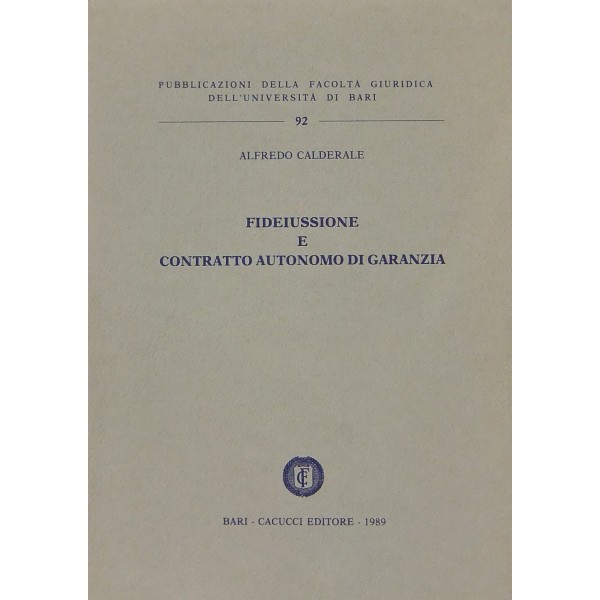 PUBBLICAZIONI DELLA FACOLTÀ GIURIDICA
DELL'UNIVERSITÀ DI BARI
92
ALFREDO CALDERALE
FIDEIUSSIONE
E
CONTRATTO AUTONOMO DI GARANZIA
BARI - CACUCCI EDITORE - 1989